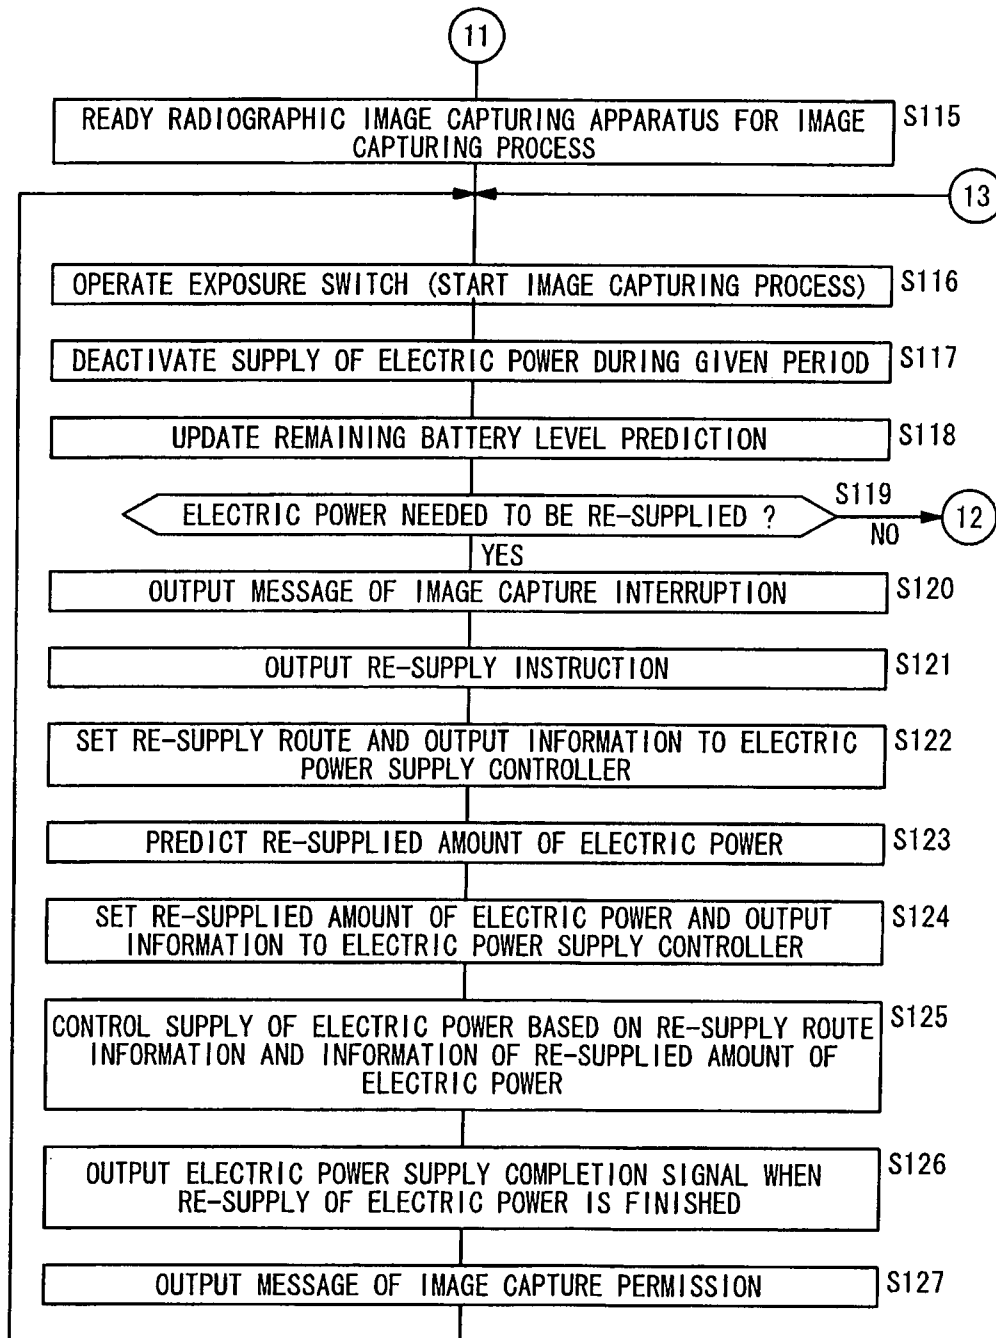 11
READY RADIOGRAPHIC IMAGE CAPTURING APPARATUS FOR IMAGE
CAPTURING PROCESS
S115
13
OPERATE EXPOSURE SWITCH (START IMAGE CAPTURING PROCESS)
S116
DEACTIVATE SUPPLY OF ELECTRIC POWER DURING GIVEN PERIOD
S117
UPDATE REMAINING BATTERY LEVEL PREDICTION
S118
ELECTRIC POWER NEEDED TO BE RE-SUPPLIED ?
S119
NO
12
YES
OUTPUT MESSAGE OF IMAGE CAPTURE INTERRUPTION
S120
OUTPUT RE-SUPPLY INSTRUCTION
S121
SET RE-SUPPLY ROUTE AND OUTPUT INFORMATION TO ELECTRIC
POWER SUPPLY CONTROLLER
S122
PREDICT RE-SUPPLIED AMOUNT OF ELECTRIC POWER
S123
SET RE-SUPPLIED AMOUNT OF ELECTRIC POWER AND OUTPUT
INFORMATION TO ELECTRIC POWER SUPPLY CONTROLLER
S124
CONTROL SUPPLY OF ELECTRIC POWER BASED ON RE-SUPPLY ROUTE
INFORMATION AND INFORMATION OF RE-SUPPLIED AMOUNT OF
ELECTRIC POWER
S125
OUTPUT ELECTRIC POWER SUPPLY COMPLETION SIGNAL WHEN
RE-SUPPLY OF ELECTRIC POWER IS FINISHED
S126
OUTPUT MESSAGE OF IMAGE CAPTURE PERMISSION
S127